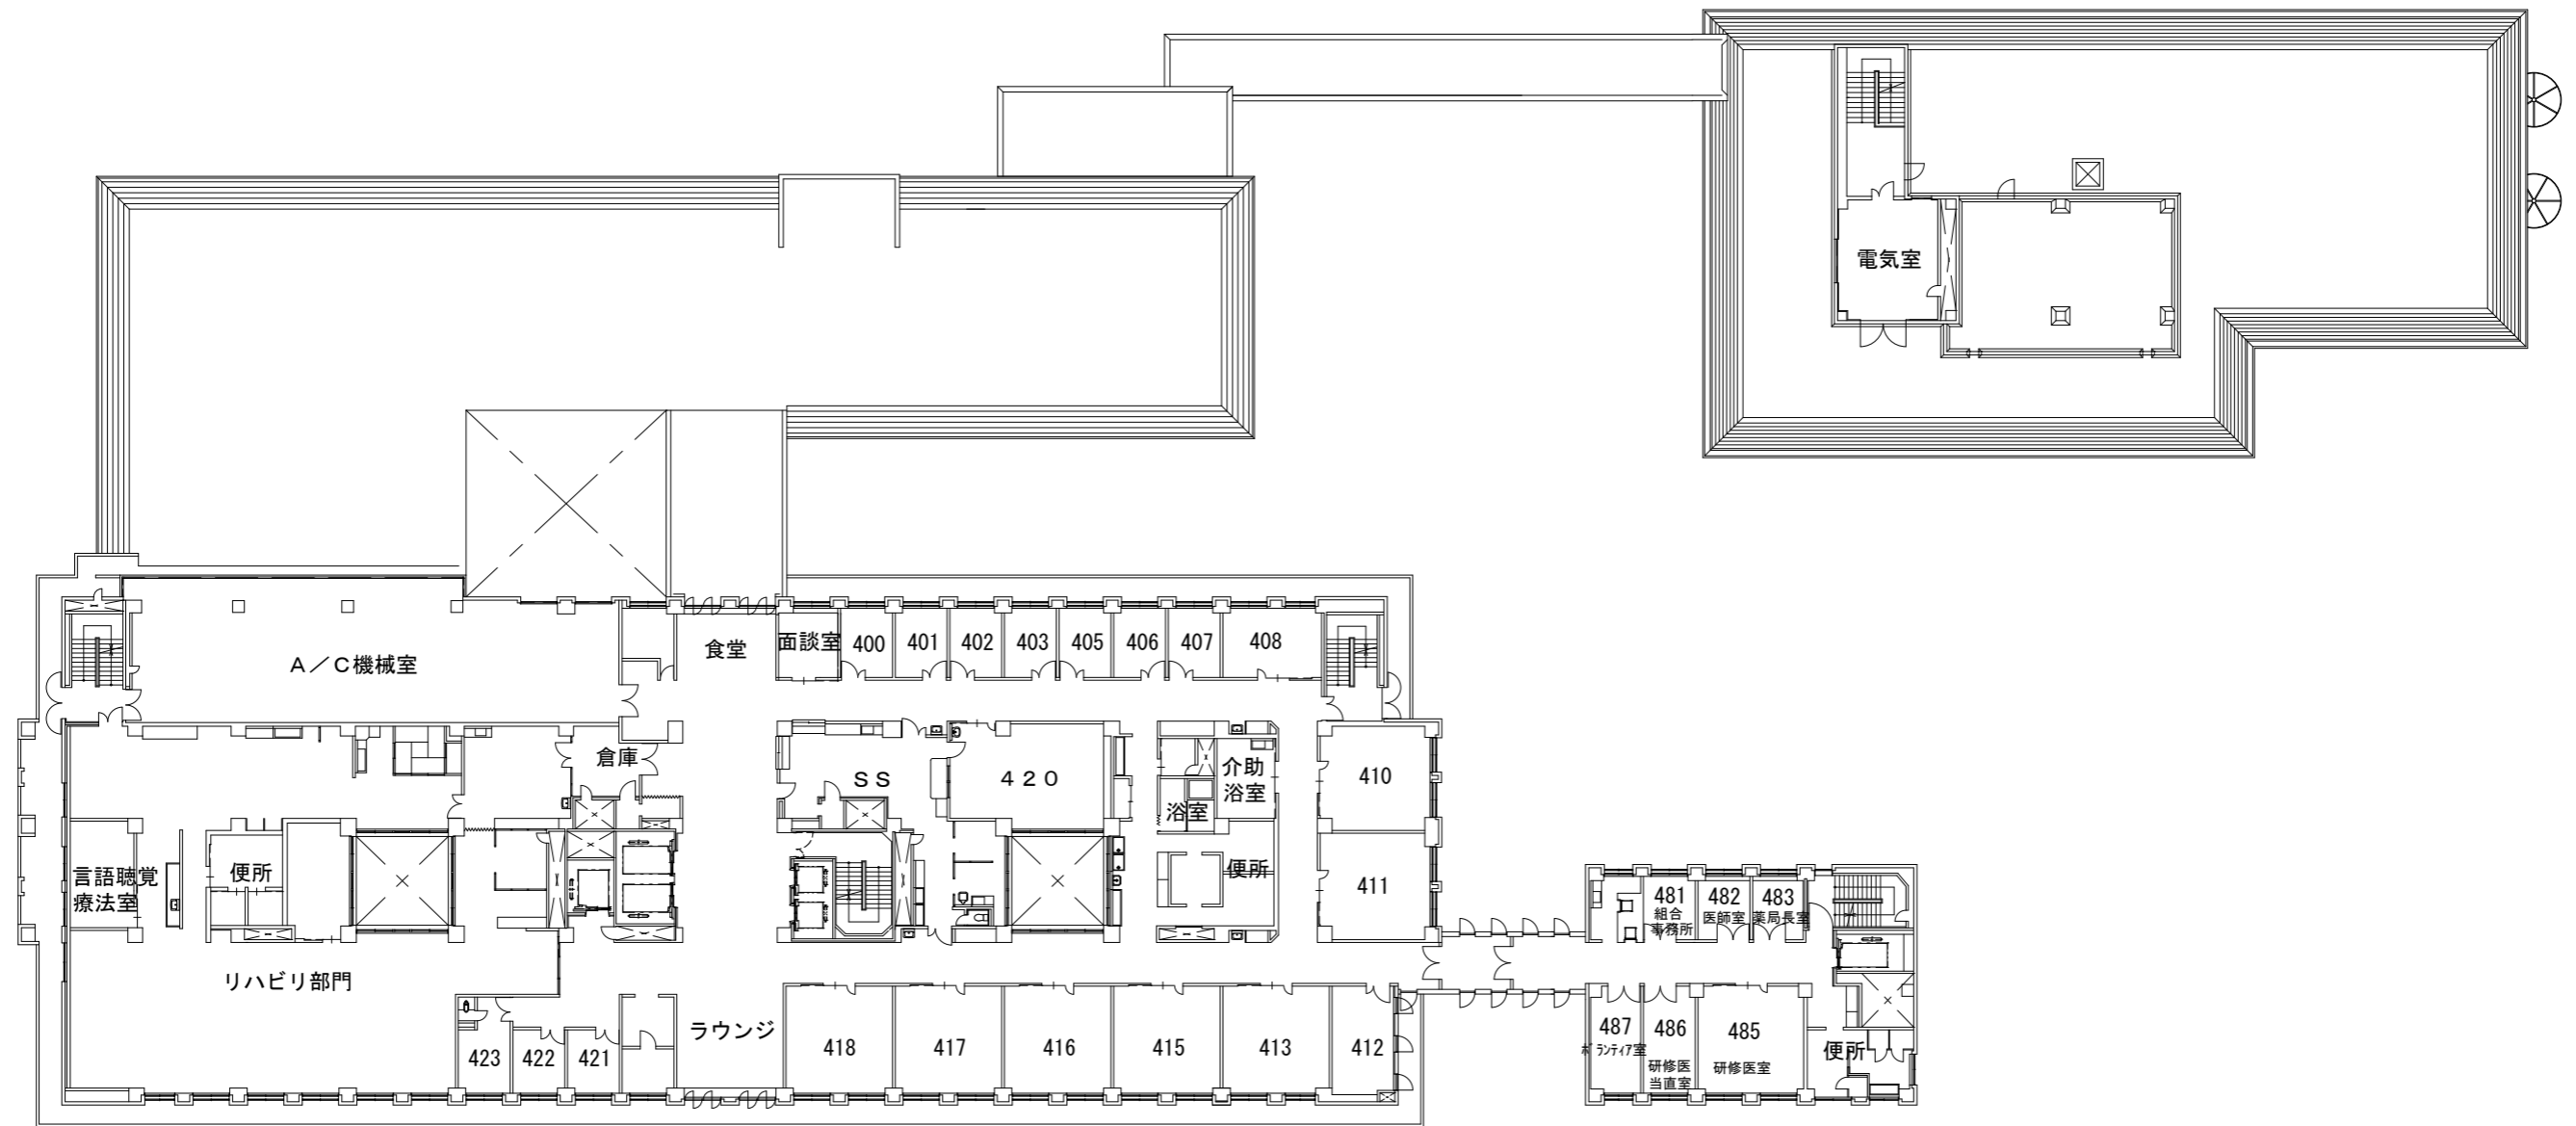 電気室
A／C機械室
食堂
面談室
400
401
402
403
405
406
407
408
倉庫
SS
４２０
介助
浴室
浴室
410
言語聴覚
療法室
便所
便所
411
481
組合
事務所
482
医師室
483
薬局長室
リハビリ部門
ラウンジ
423
422
421
418
417
416
415
413
412
487
ﾎﾞﾗﾝﾃｨｱ室
486
研修医
当直室
485
研修医室
便所